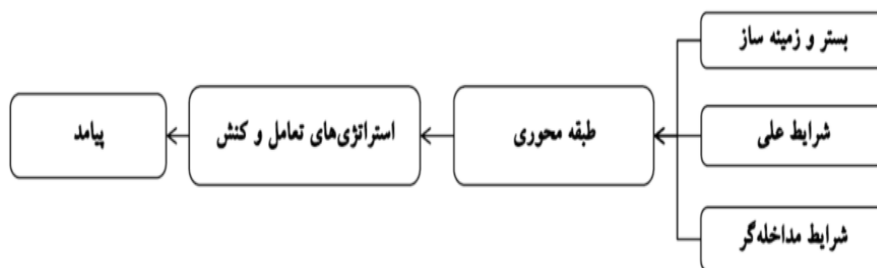 بستر و زمینه ساز
شرایط علی
شرایط مداخله‌گر
طبقه محوری
استراتژی‌های تعامل و کنش
پیامد